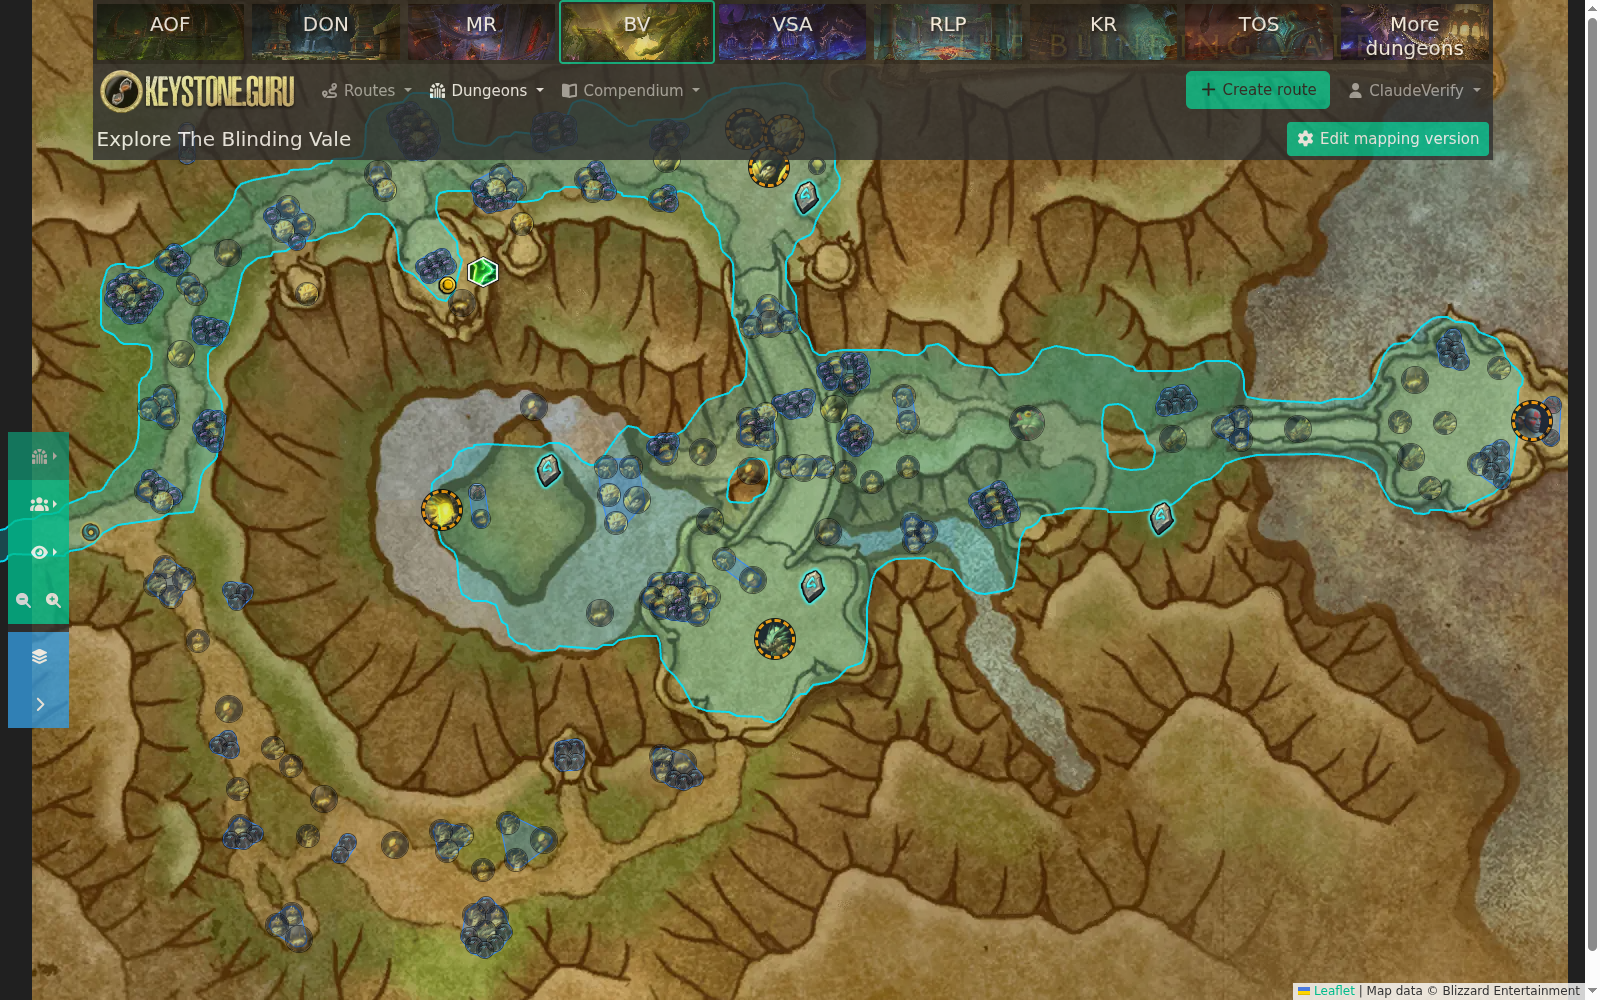 AOF
DON
MR
BV
VSA
RLP
KR
TOS
More
dungeons
KEYSTONE.GURU
Routes
Dungeons
Compendium
Create route
ClaudeVerify
Explore The Blinding Vale
Edit mapping version
Leaflet | Map data © Blizzard Entertainment